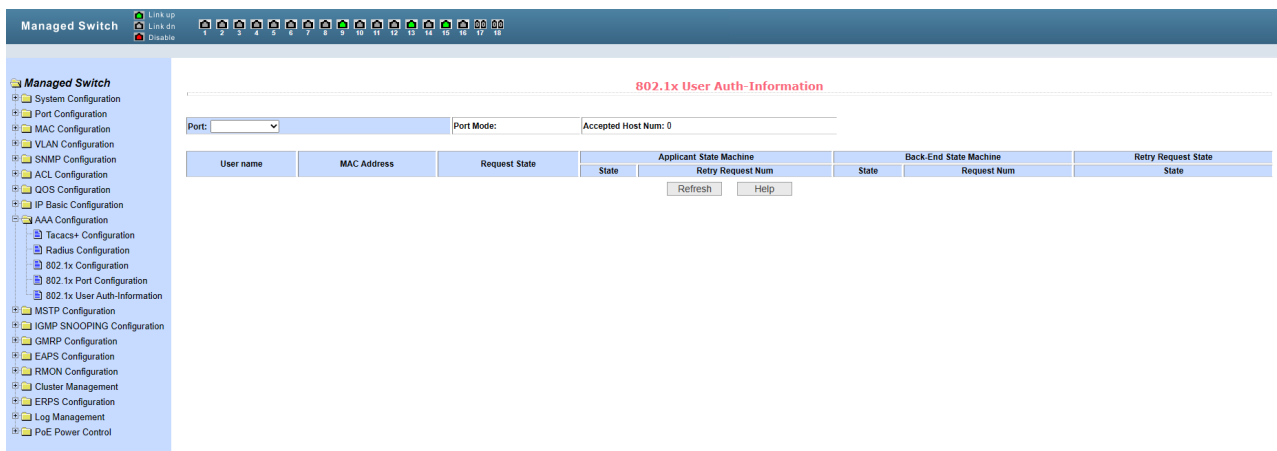 Link up
Managed Switch
Link dn
Disable
1 2 3 4 5 6 7 8 9 10 11 12 13 14 15 16 17 18
Managed Switch
System Configuration
Port Configuration
MAC Configuration
VLAN Configuration
SNMP Configuration
ACL Configuration
QOS Configuration
IP Basic Configuration
AAA Configuration
Tacacs+ Configuration
Radius Configuration
802.1x Configuration
802.1x Port Configuration
802.1x User Auth-Information
MSTP Configuration
IGMP SNOOPING Configuration
GMRP Configuration
EAPS Configuration
RMON Configuration
Cluster Management
ERPS Configuration
Log Management
PoE Power Control
802.1x User Auth-Information
Port: Port Mode: Accepted Host Num: 0
User name MAC Address Request State Applicant State Machine Back-End State Machine Retry Request State
State Retry Request Num State Request Num State
Refresh Help